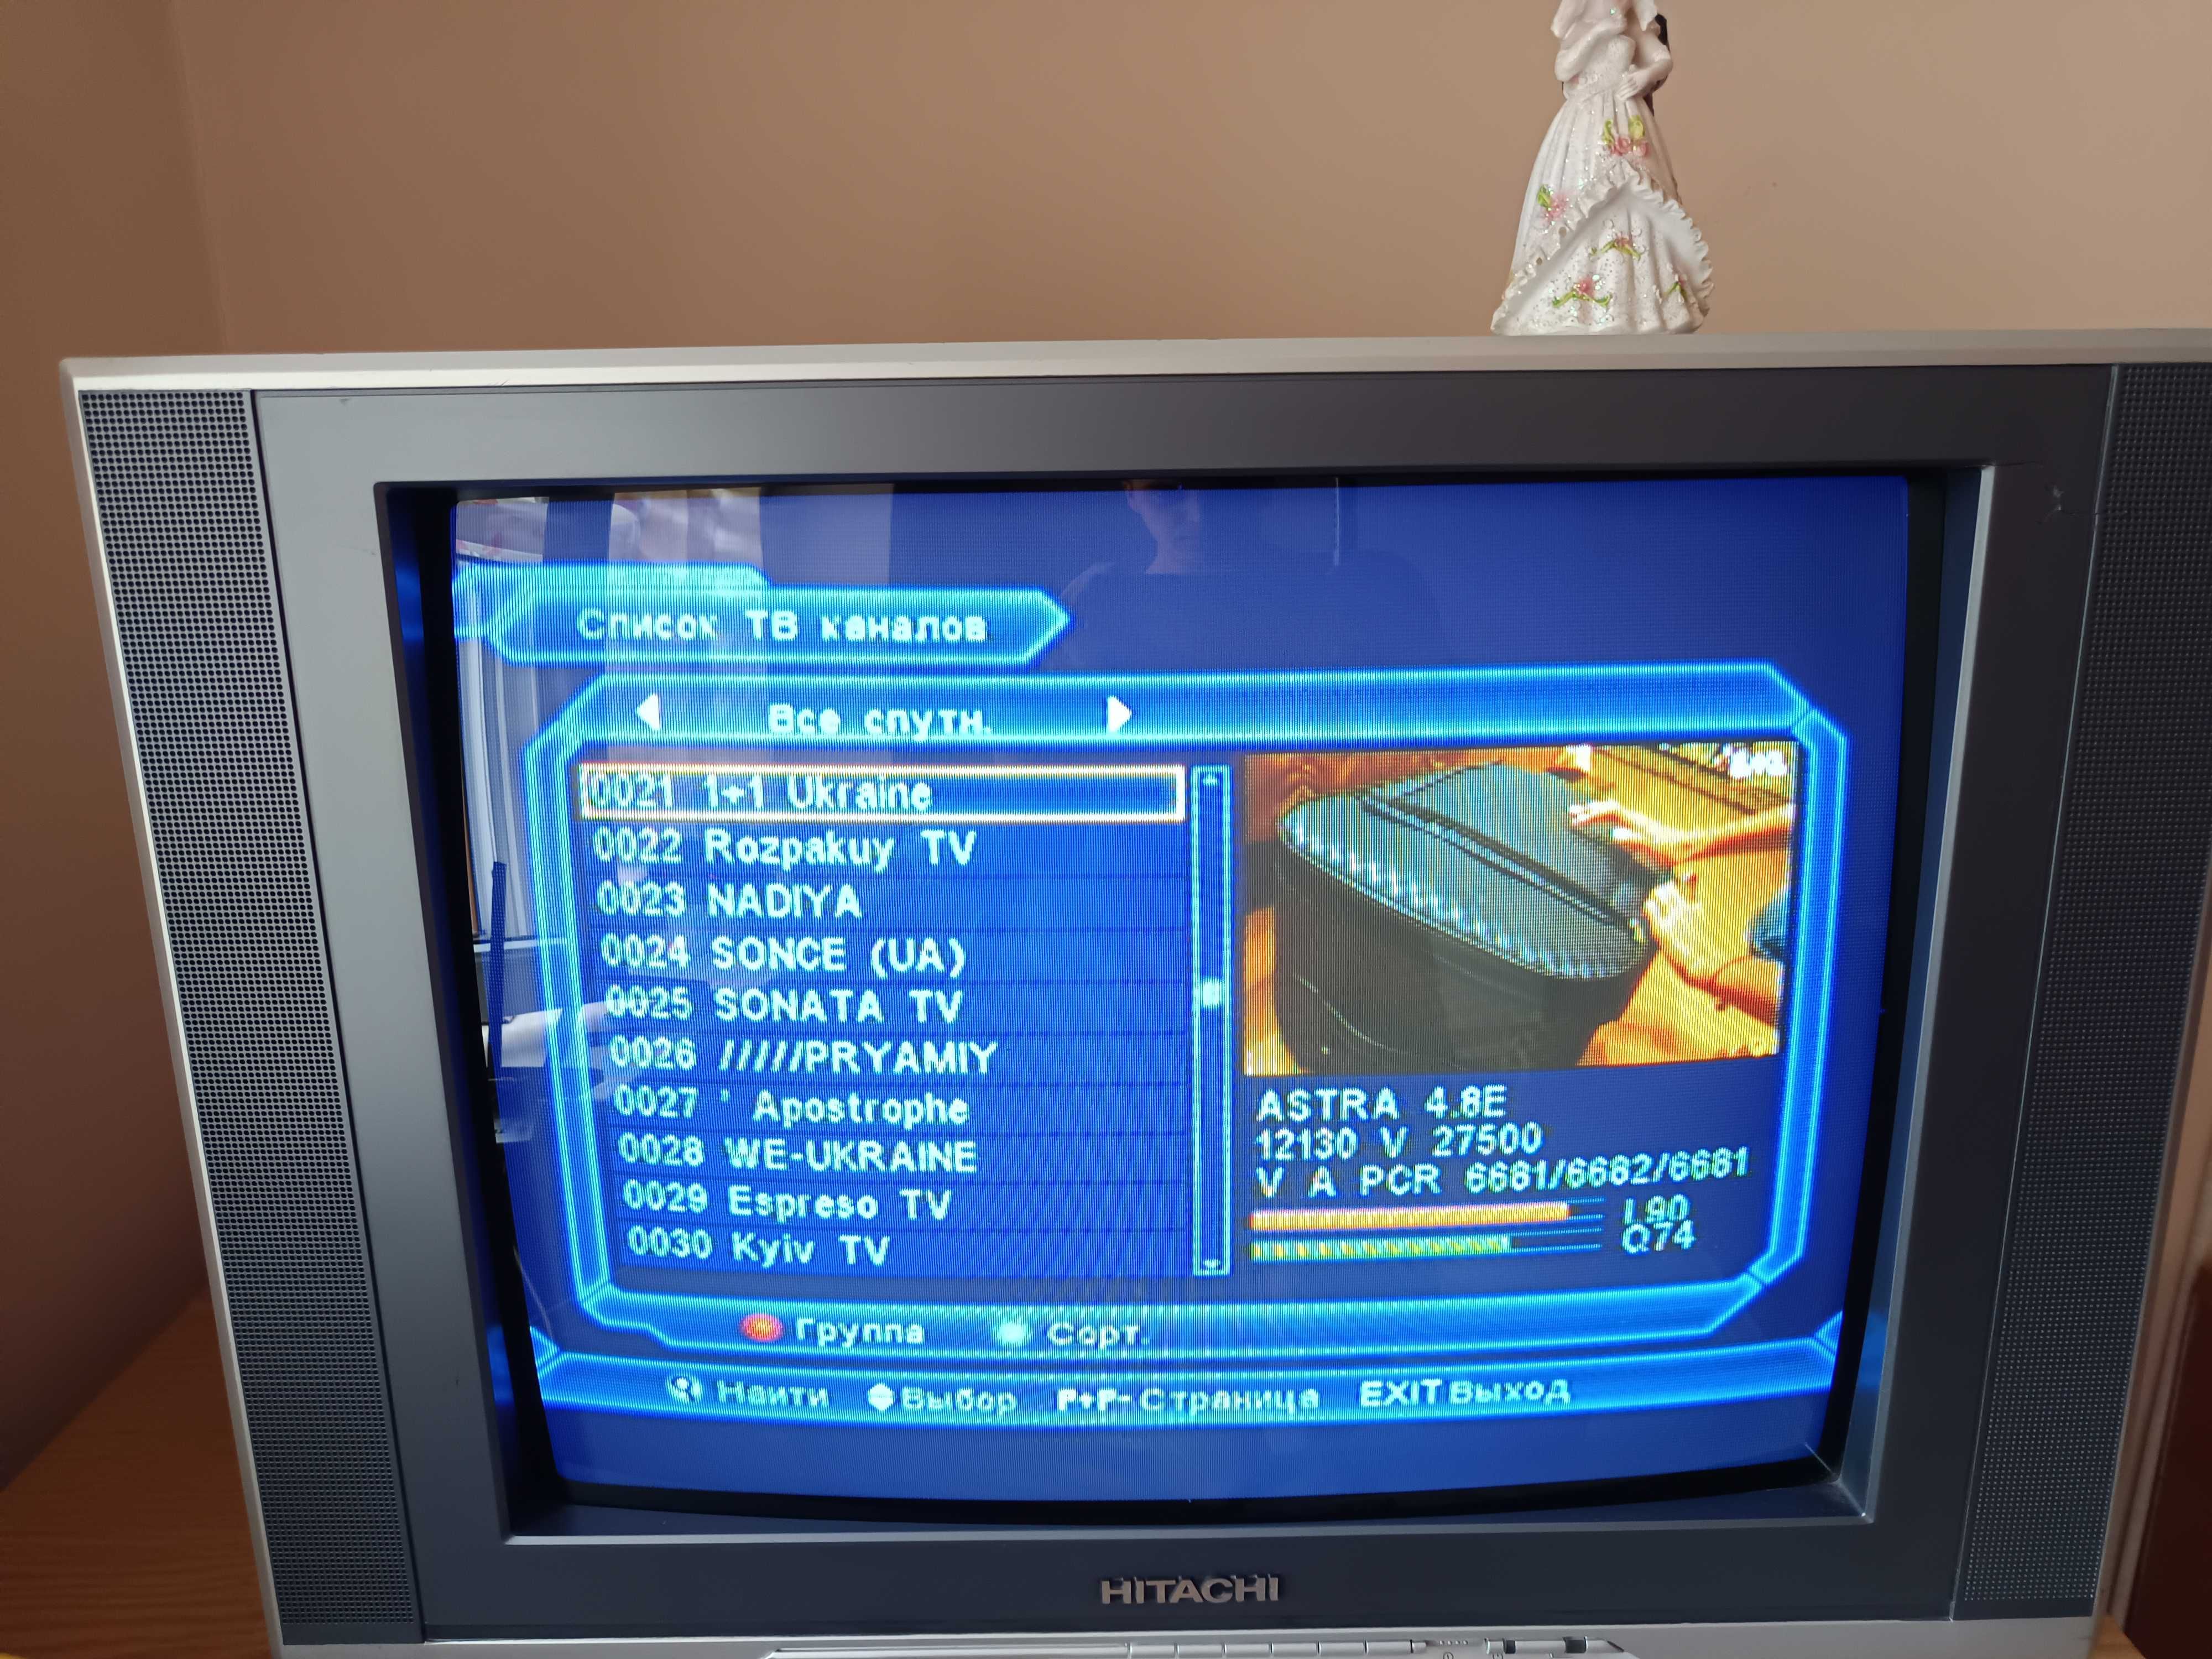 Список ТВ каналов
Все спутн.
0021 1+1 Ukraine
0022 Rozpakuy TV
0023 NADIYA
0024 SONCE (UA)
0025 SONATA TV
0026 /////PRYAMIY
0027 ' Apostrophe
0028 WE-UKRAINE
0029 Espreso TV
0030 Kyiv TV
ASTRA 4.8E
12130 V 27500
V A PCR 6681/6682/6681
L90
Q74
Группа Сорт.
Найти Выбор P+P- Страница EXIT Выход
HITACHI